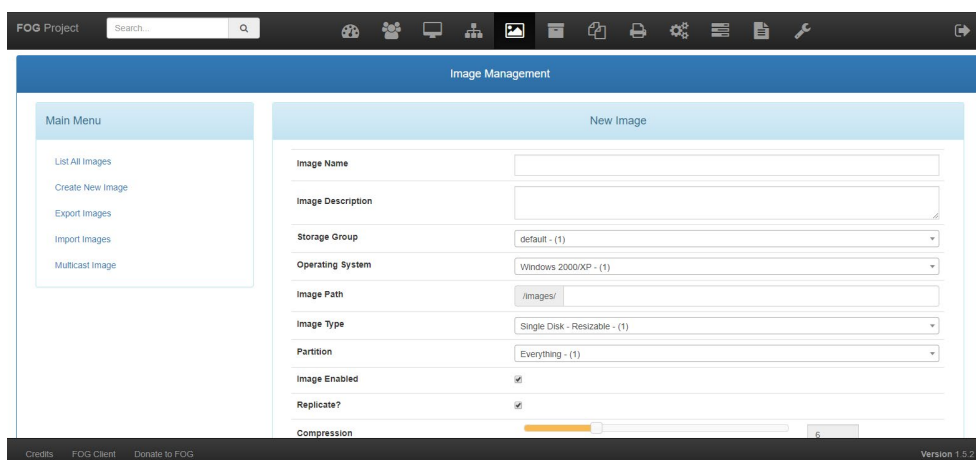 FOG Project
Search...
Image Management
Main Menu
List All Images
Create New Image
Export Images
Import Images
Multicast Image
New Image
Image Name
Image Description
Storage Group
default - (1)
Operating System
Windows 2000/XP - (1)
Image Path
/images/
Image Type
Single Disk - Resizable - (1)
Partition
Everything - (1)
Image Enabled
Replicate?
Compression
6
Credits FOG Client Donate to FOG
Version 1.5.2